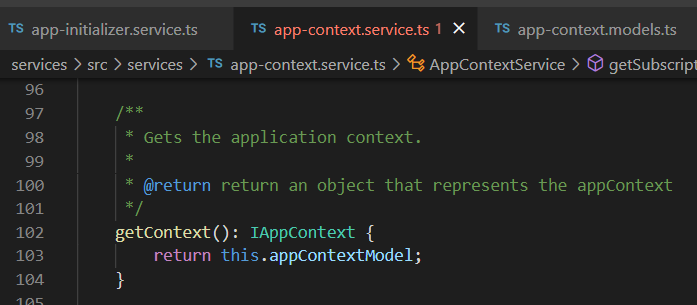 TS app-initializer.service.ts TS app-context.service.ts 1 TS app-context.models.ts
services > src > services > TS app-context.service.ts > AppContextService > getSubscript
96
97 /**
98 * Gets the application context.
99 *
100 * @return return an object that represents the appContext
101 */
102 getContext(): IAppContext {
103 return this.appContextModel;
104 }
105